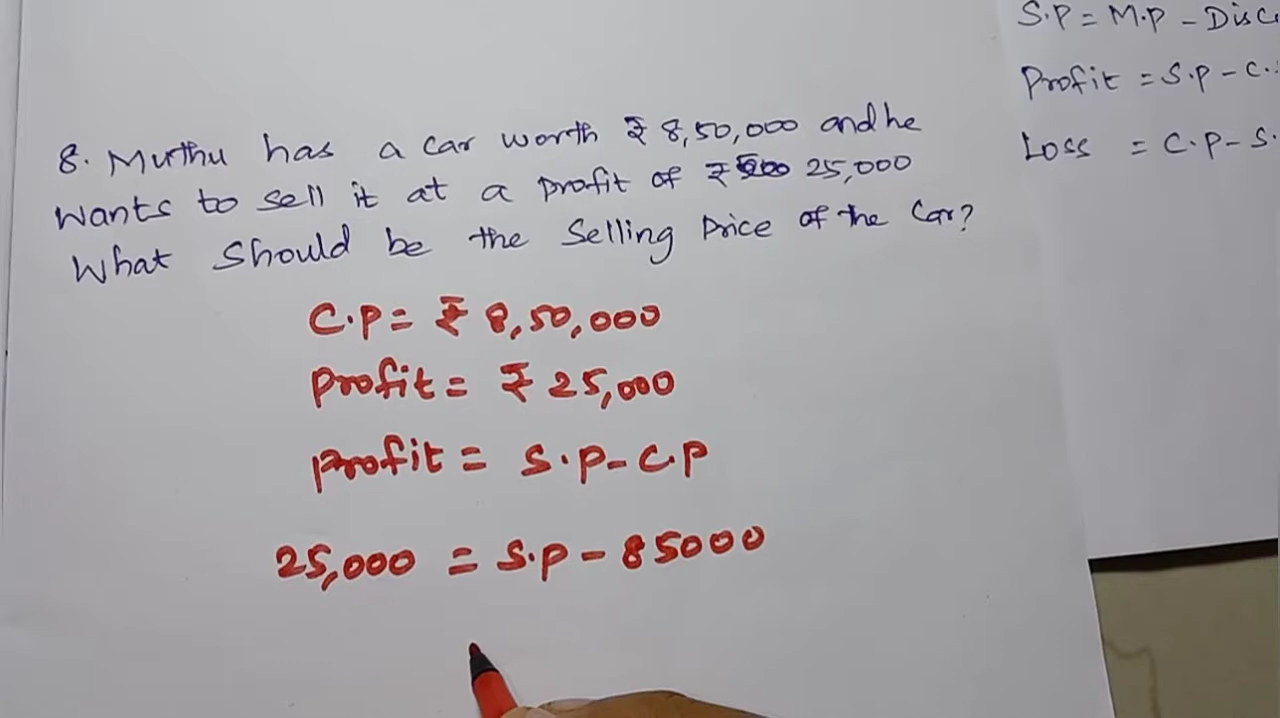 8. Muthu has a car worth ₹ 8,50,000 and he
wants to sell it at a profit of ₹ 25,000
What should be the selling price of the car?
C.P = ₹ 8,50,000
Profit = ₹ 25,000
profit = S.P - C.P
25,000 = S.P - 85000
S.P = M.P - Disc
Profit = S.P - C.
Loss = C.P - S.